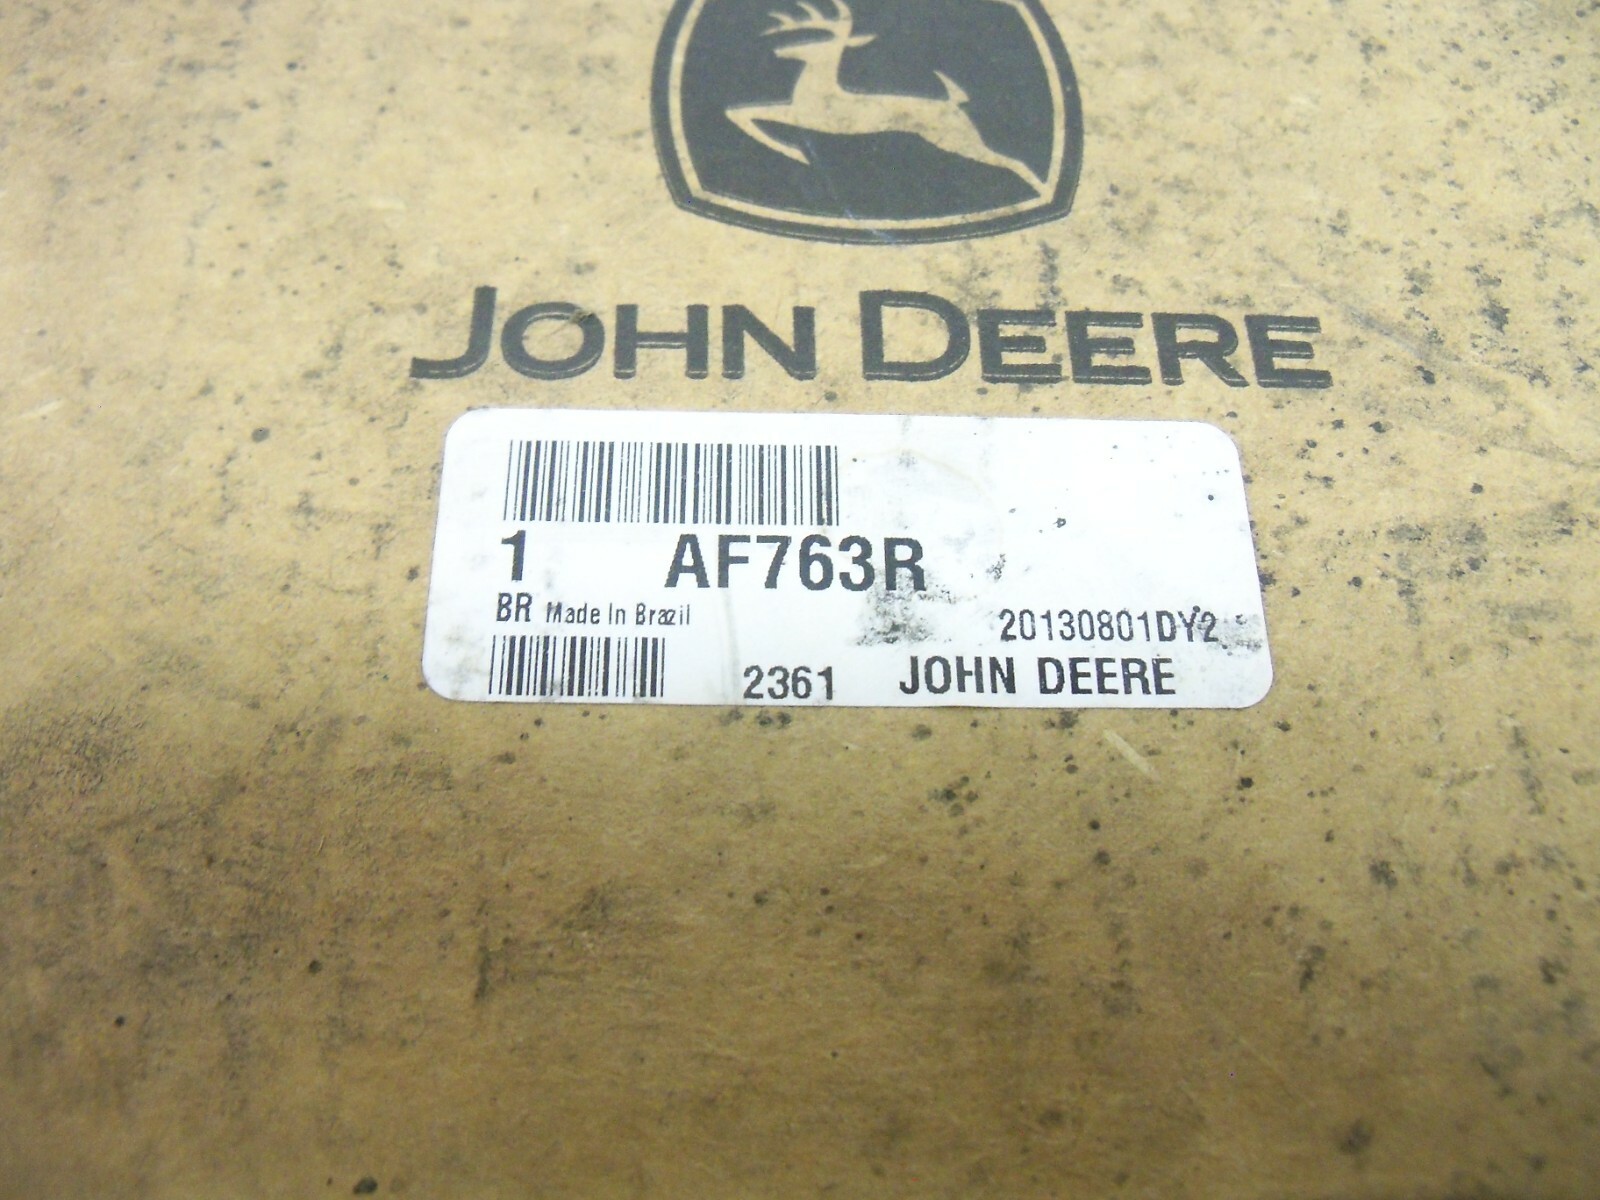 JOHN DEERE
1 AF763R
BR Made In Brazil
20130801DY2
2361 JOHN DEERE